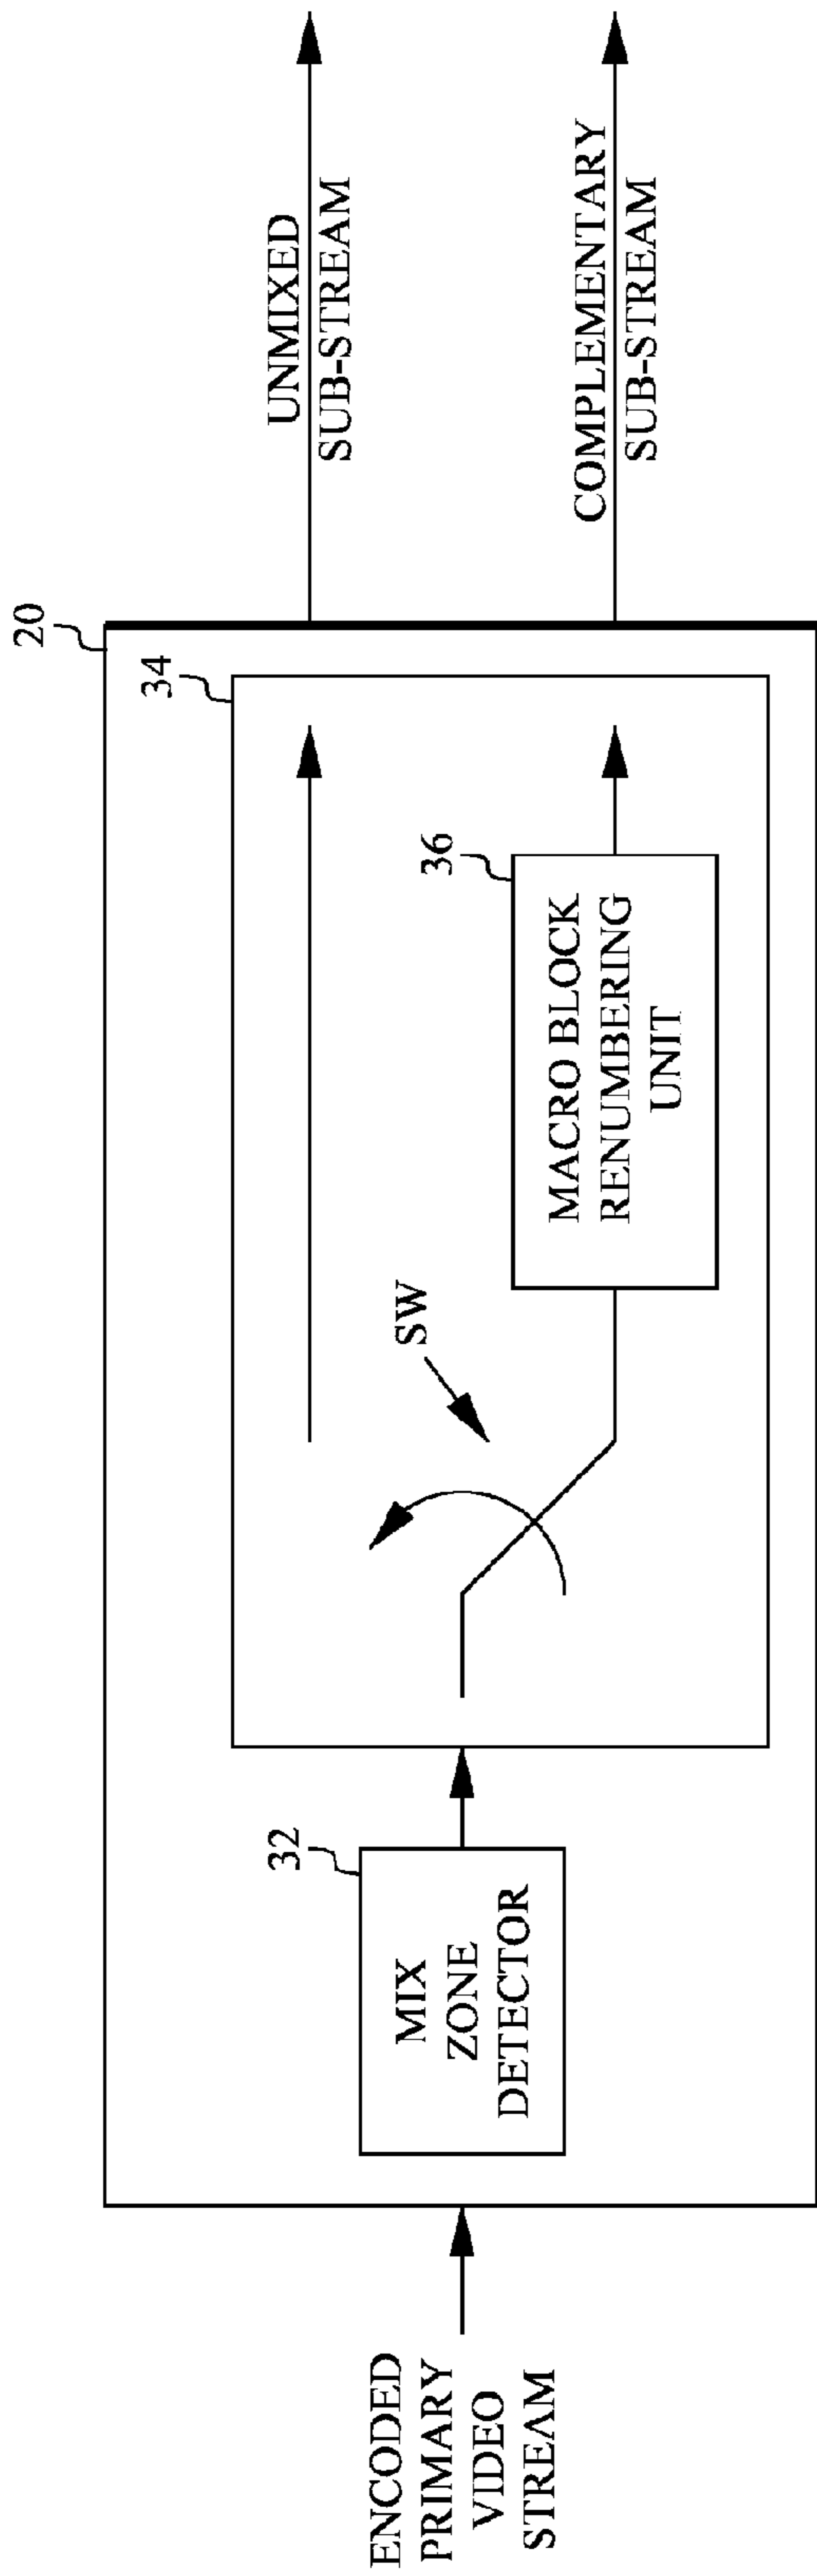 ENCODED
PRIMARY
VIDEO
STREAM
MIX
ZONE
DETECTOR
32
SW
MACRO BLOCK
RENUMBERING
UNIT
36
34
20
UNMIXED
SUB-STREAM
COMPLEMENTARY
SUB-STREAM